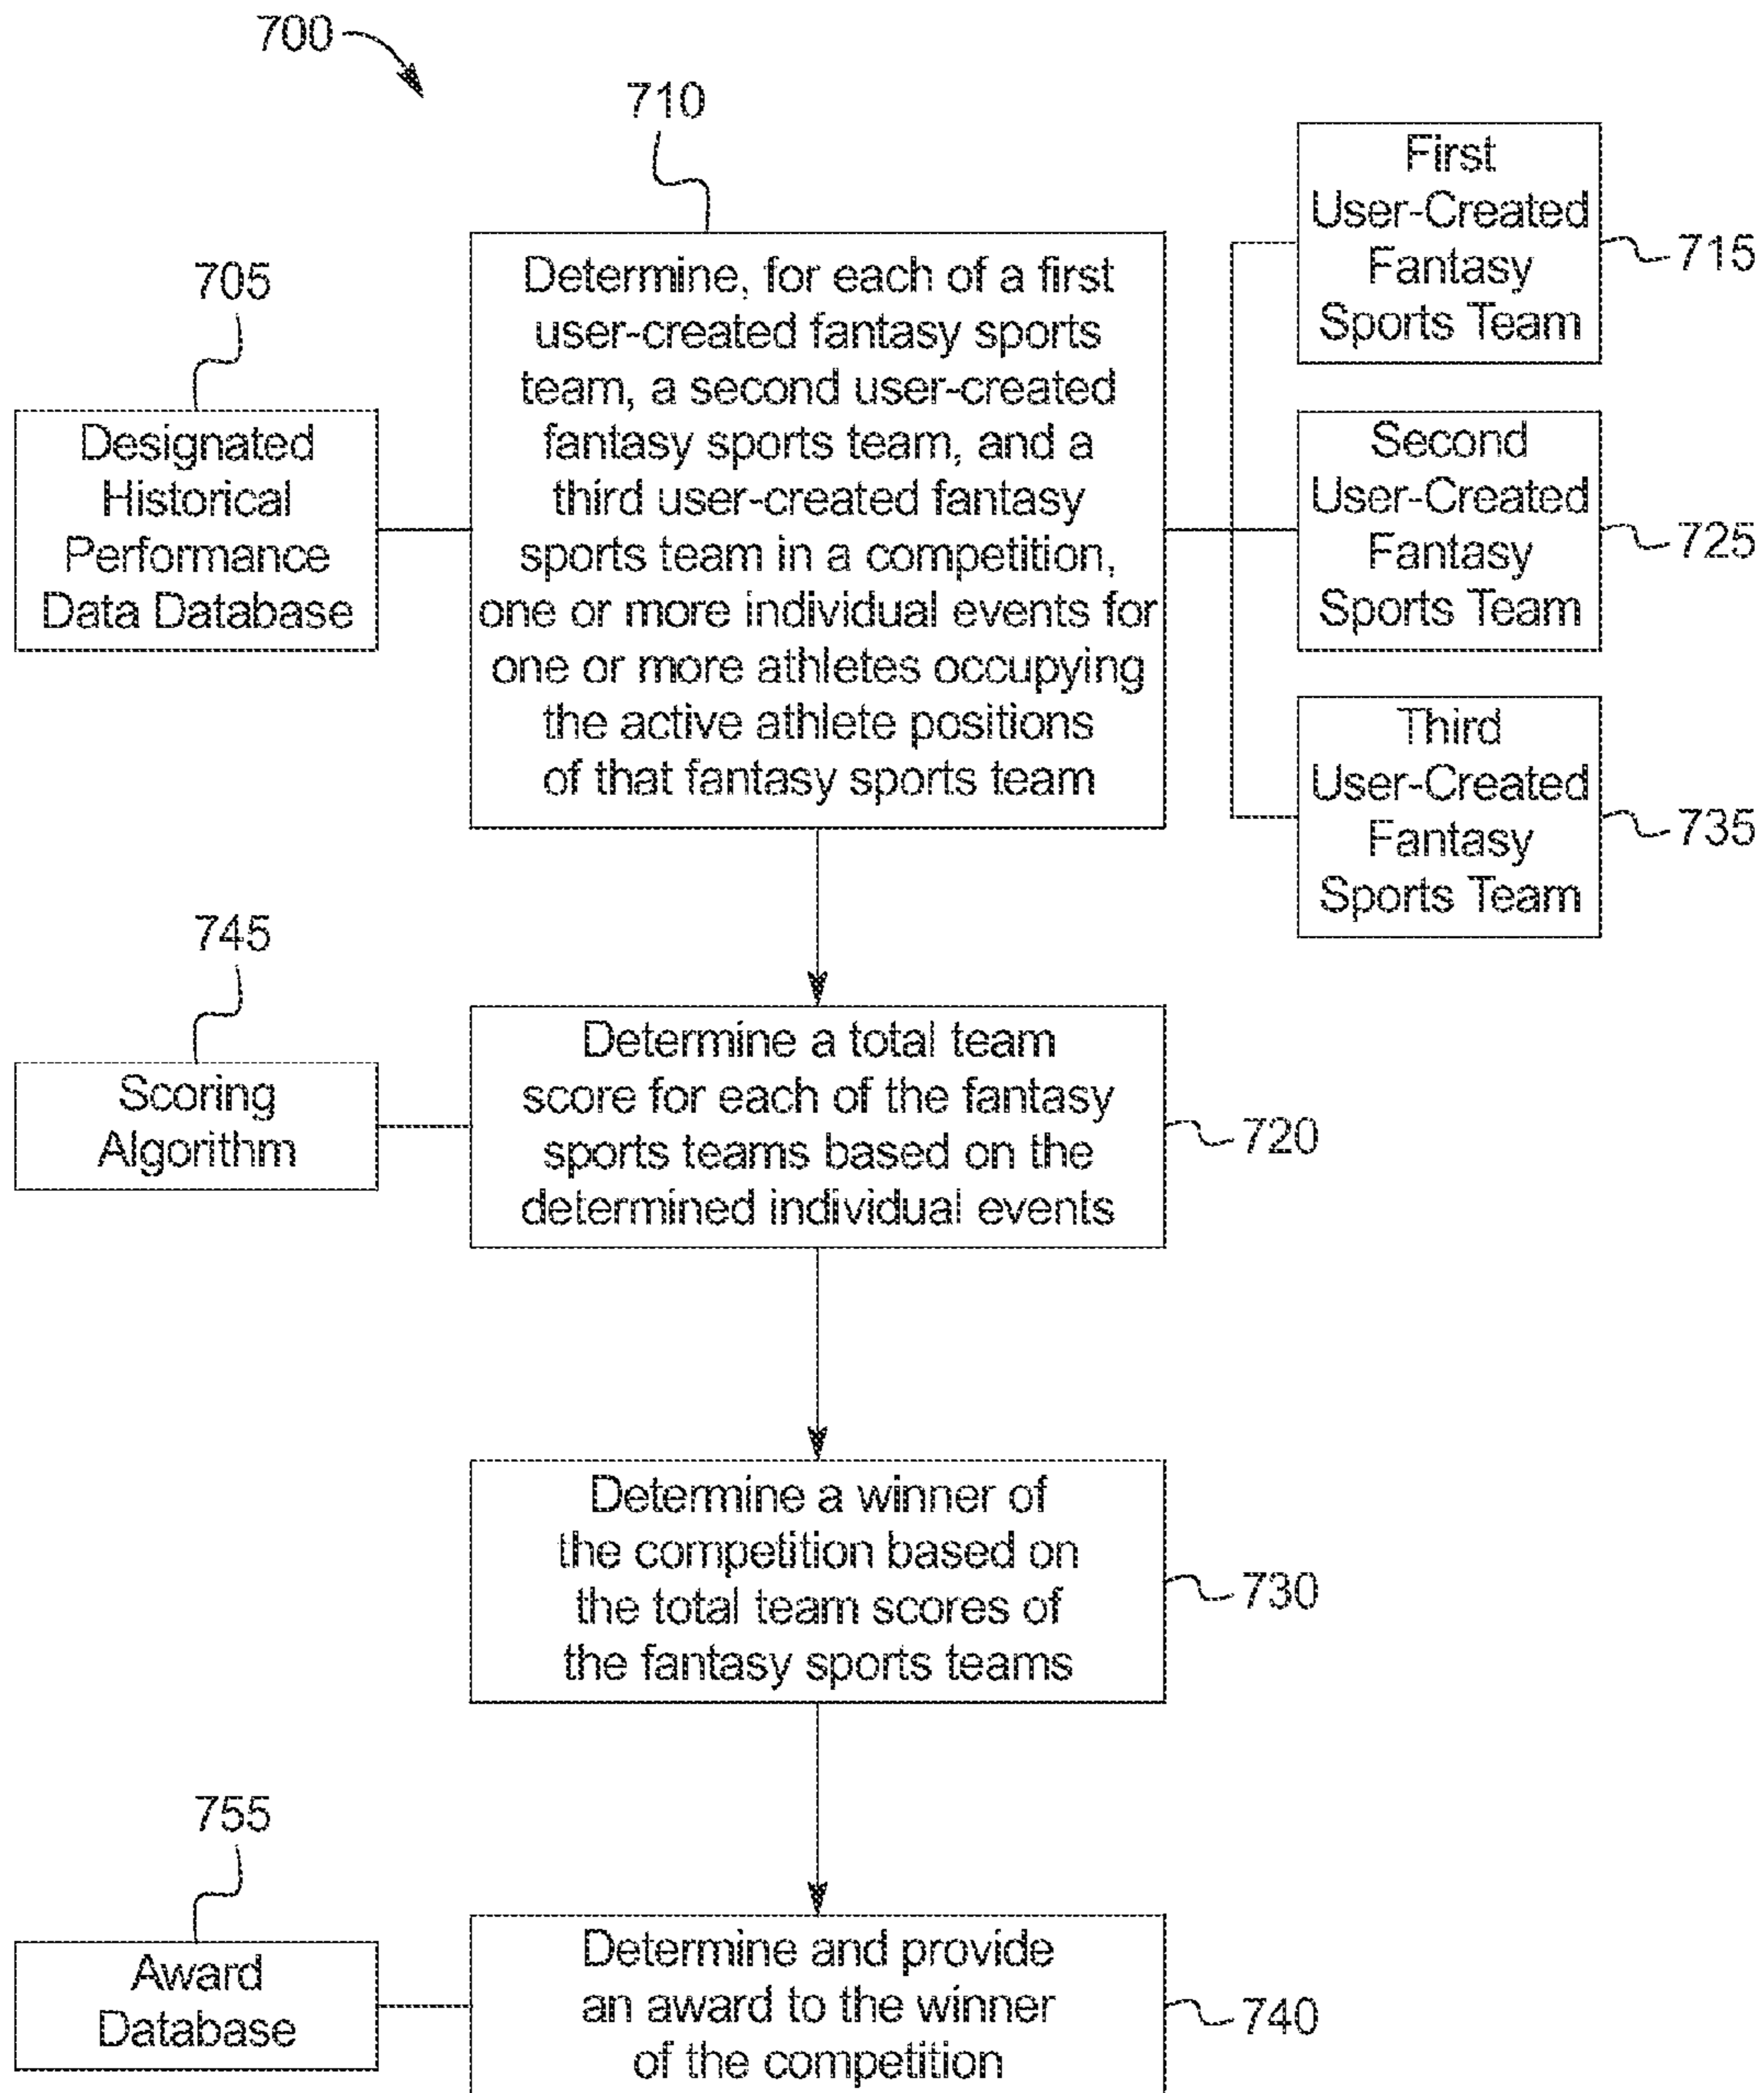 700
710
First
User-Created
Fantasy
Sports Team
715
705
Designated
Historical
Performance
Data Database
Determine, for each of a first
user-created fantasy sports
team, a second user-created
fantasy sports team, and a
third user-created fantasy
sports team in a competition,
one or more individual events for
one or more athletes occupying
the active athlete positions
of that fantasy sports team
Second
User-Created
Fantasy
Sports Team
725
Third
User-Created
Fantasy
Sports Team
735
745
Scoring
Algorithm
Determine a total team
score for each of the fantasy
sports teams based on the
determined individual events
720
Determine a winner of
the competition based on
the total team scores of
the fantasy sports teams
730
755
Award
Database
Determine and provide
an award to the winner
of the competition
740